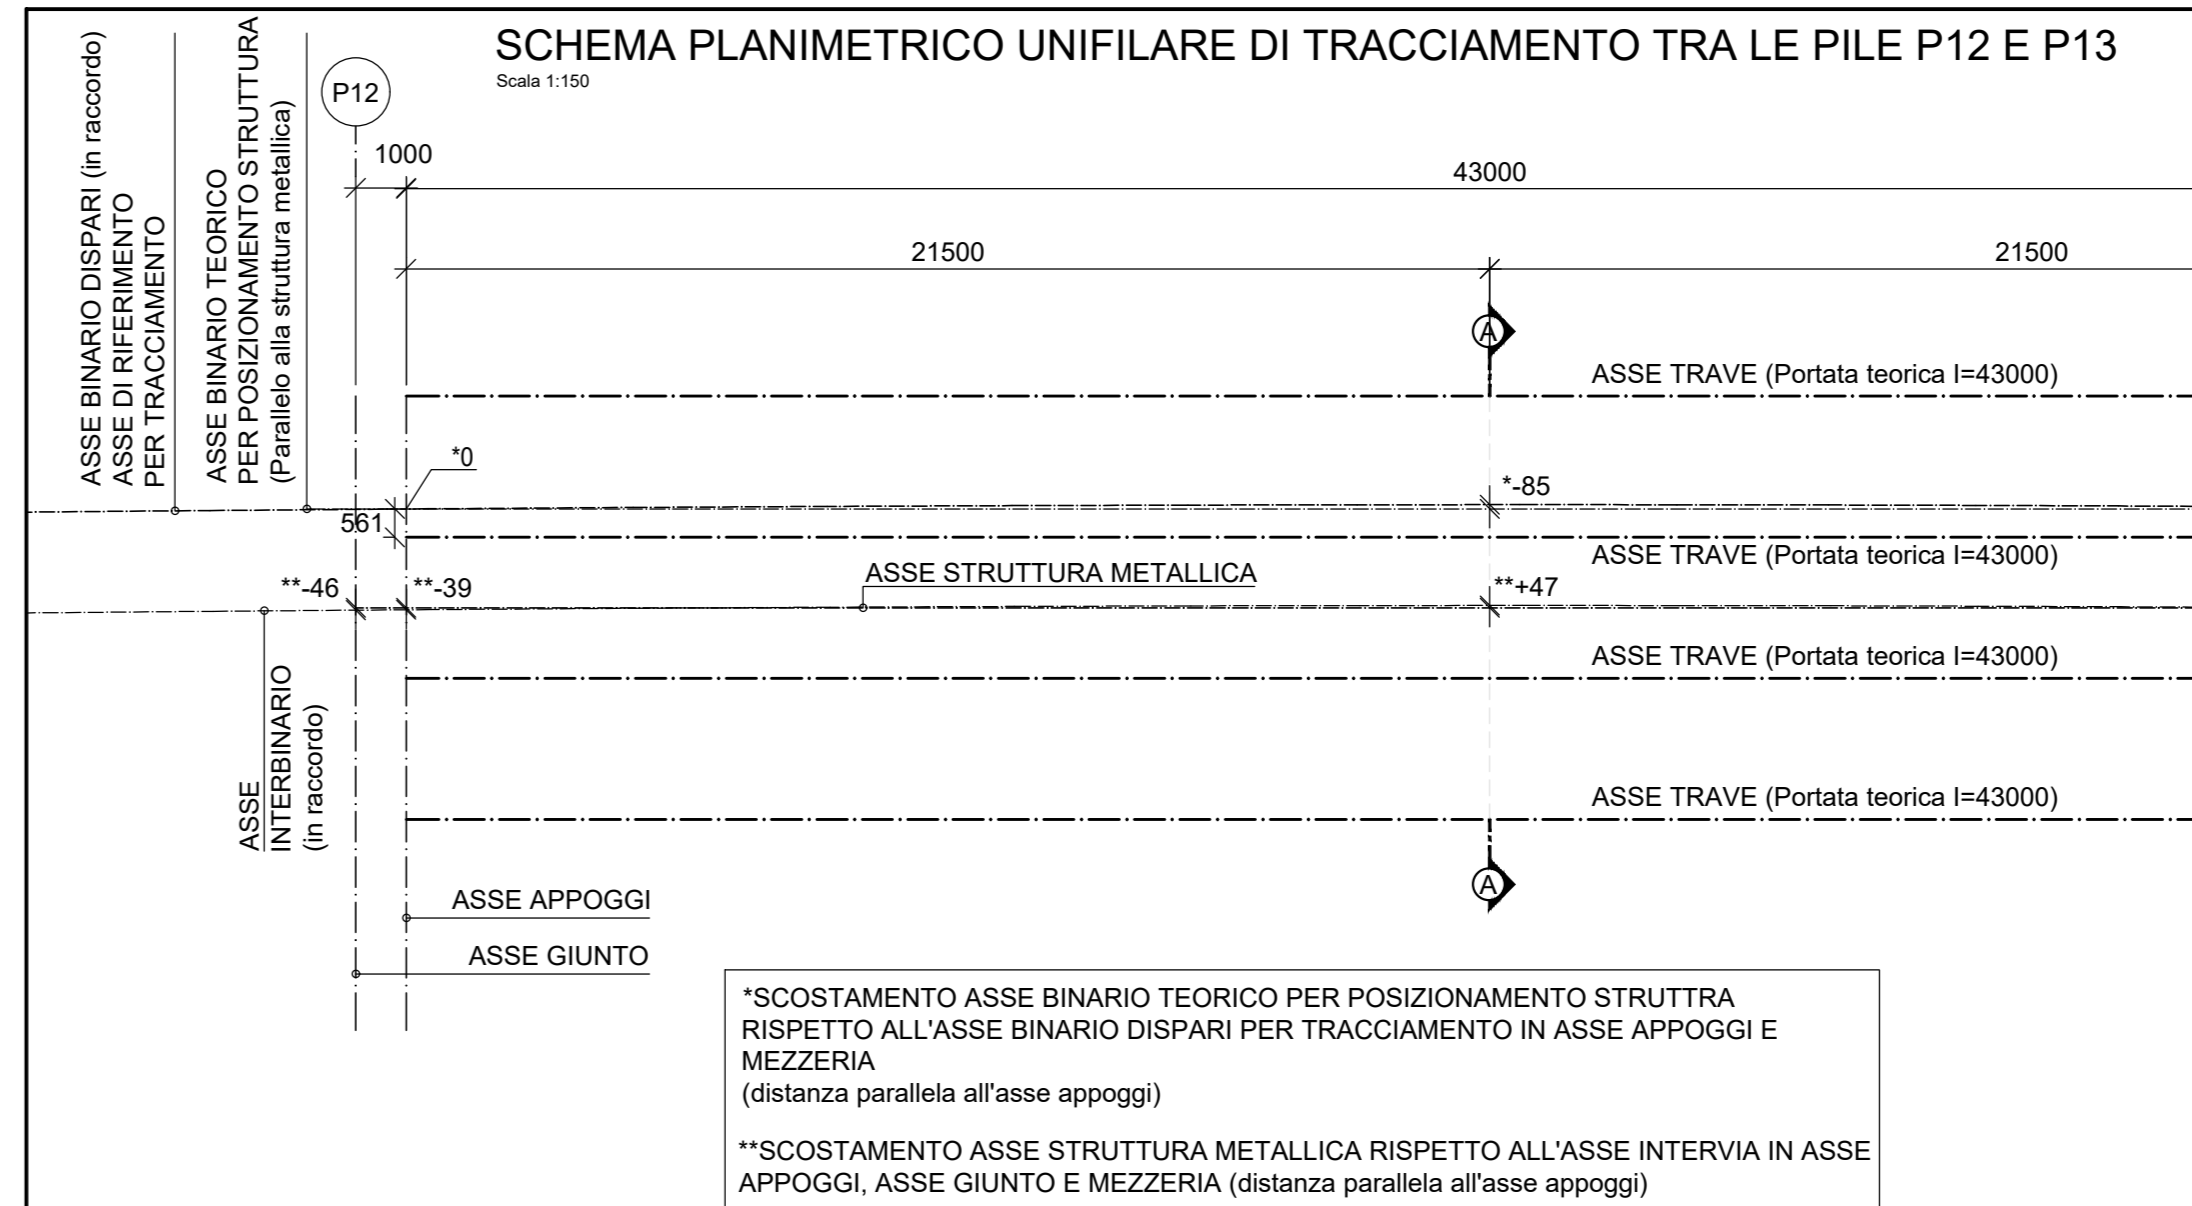 SCHEMA PLANIMETRICO UNIFILARE DI TRACCIAMENTO TRA LE PILE P12 E P13
Scala 1:150
ASSE BINARIO DISPARI (in raccordo)
ASSE DI RIFERIMENTO
PER TRACCIAMENTO
ASSE BINARIO TEORICO
PER POSIZIONAMENTO STRUTTURA
(Parallelo alla struttura metallica)
P12
1000
43000
21500
21500
A
ASSE TRAVE (Portata teorica l=43000)
*0
*-85
561
ASSE TRAVE (Portata teorica l=43000)
ASSE STRUTTURA METALLICA
**-46
**-39
**+47
ASSE TRAVE (Portata teorica l=43000)
ASSE
INTERBINARIO
(in raccordo)
ASSE TRAVE (Portata teorica l=43000)
A
ASSE APPOGGI
ASSE GIUNTO
*SCOSTAMENTO ASSE BINARIO TEORICO PER POSIZIONAMENTO STRUTTRA
RISPETTO ALL'ASSE BINARIO DISPARI PER TRACCIAMENTO IN ASSE APPOGGI E
MEZZERIA
(distanza parallela all'asse appoggi)
**SCOSTAMENTO ASSE STRUTTURA METALLICA RISPETTO ALL'ASSE INTERVIA IN ASSE
APPOGGI, ASSE GIUNTO E MEZZERIA (distanza parallela all'asse appoggi)